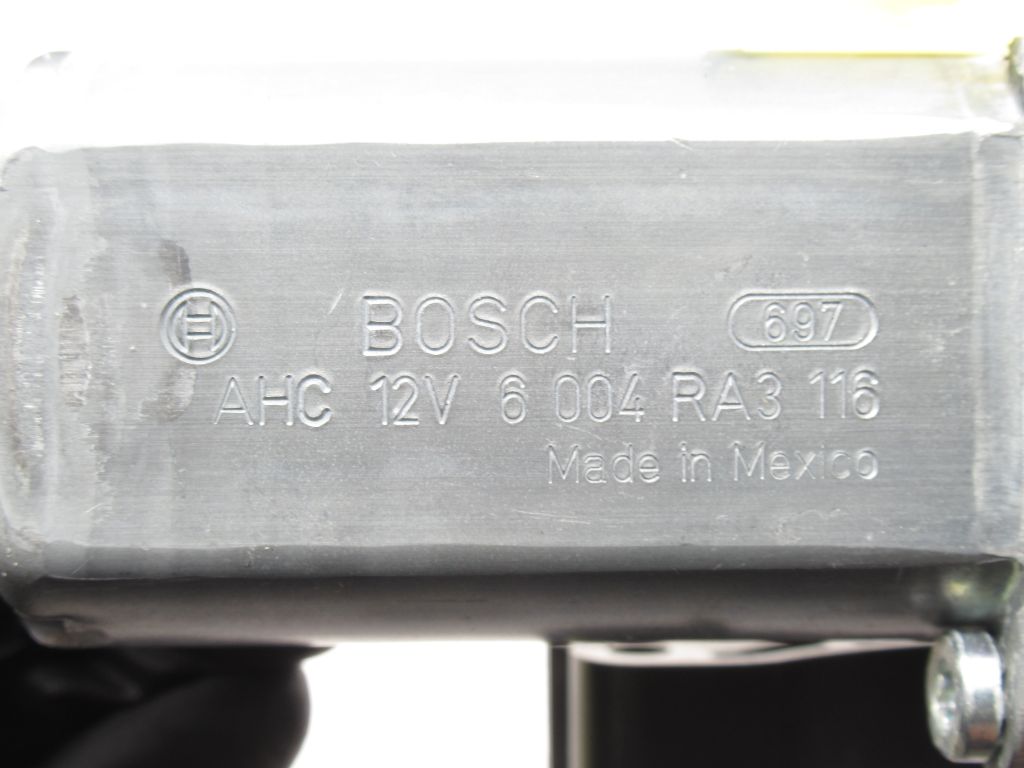 BOSCH 697
AHC 12V 6 004 RA3 116
Made in Mexico